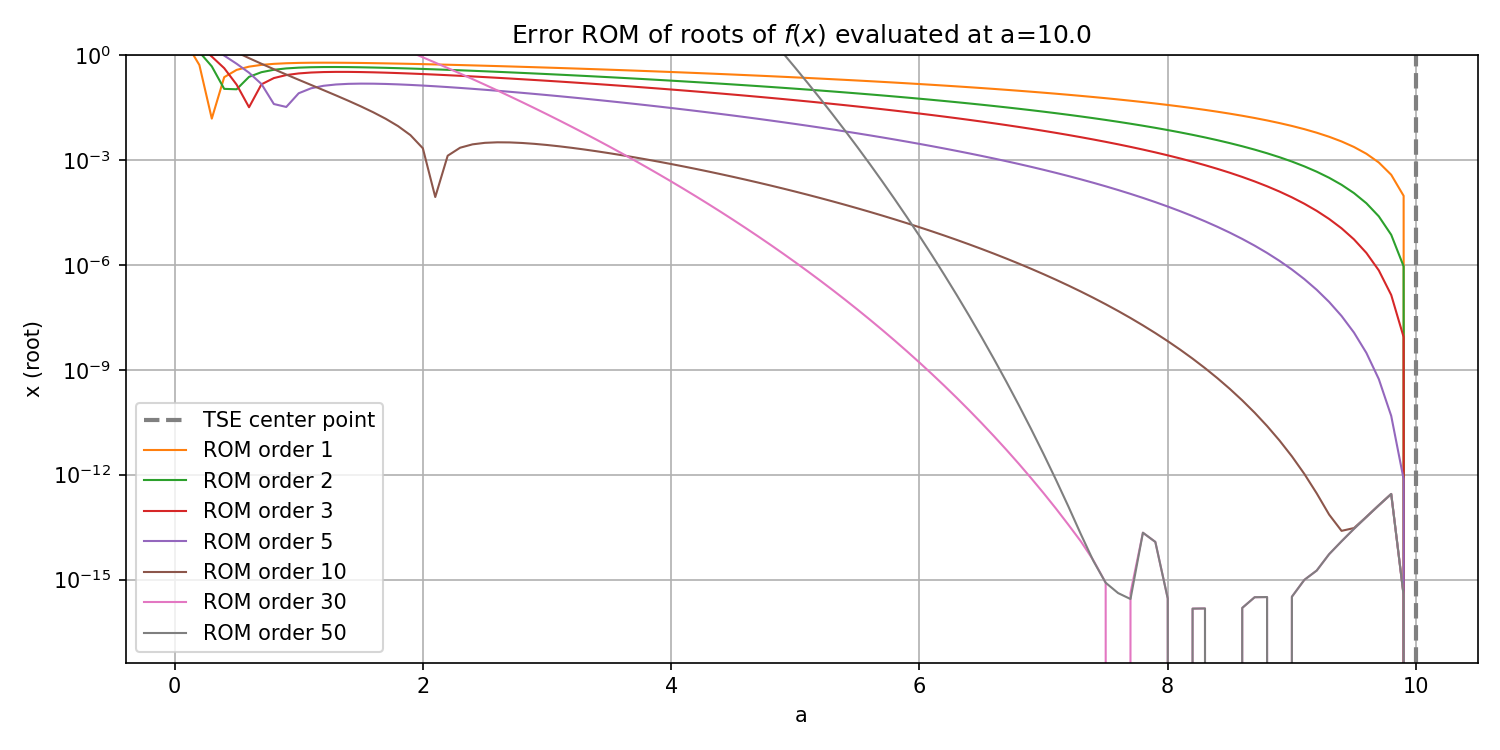 Error ROM of roots of f(x) evaluated at a=10.0
x (root)
10⁰
10⁻³
10⁻⁶
10⁻⁹
10⁻¹²
10⁻¹⁵
TSE center point
ROM order 1
ROM order 2
ROM order 3
ROM order 5
ROM order 10
ROM order 30
ROM order 50
0 2 4 6 8 10
a